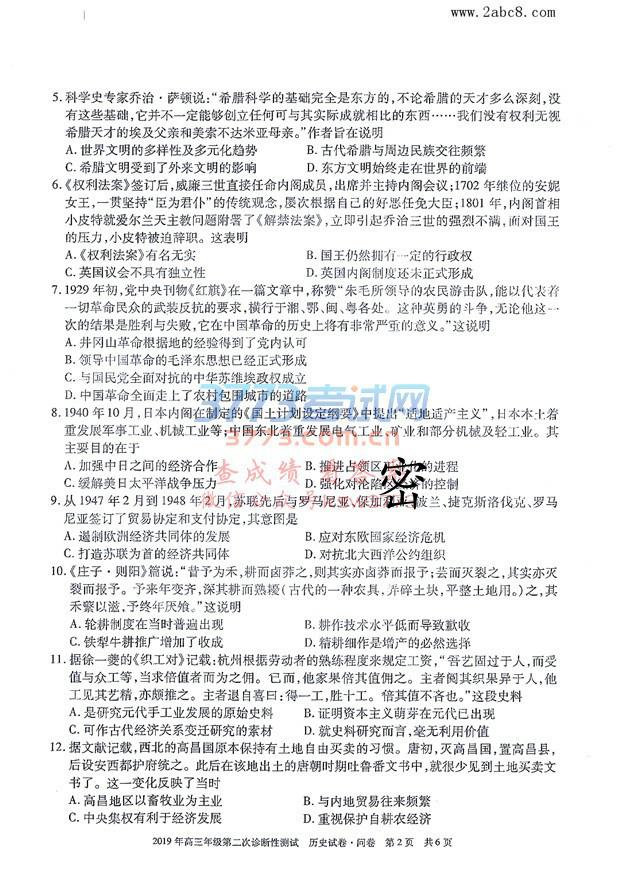 www.2abc8.com
5. 科学史专家乔治·萨顿说:“希腊科学的基础完全是东方的,不论希腊的天才多么深刻,没
有这些基础,它并不一定能够创立任何可与其实际成就相比的东西……我们没有权利无视
希腊天才的埃及父亲和美索不达米亚母亲。”作者旨在说明
A. 世界文明的多样性及多元化趋势 B. 古代希腊与周边民族交往频繁
C. 希腊文明受到了外来文明的影响 D. 东方文明始终走在世界的前端
6.《权利法案》签订后,威廉三世直接任命内阁成员,出席并主持内阁会议;1702 年继位的安妮
女王,一贯坚持“臣为君仆”的传统观念,屡次根据自己的好恶任免大臣;1801 年,内阁首相
小皮特就爱尔兰天主教问题附署了《解禁法案》,立即引起乔治三世的强烈不满,面对国王
的压力,小皮特被迫辞职。这表明
A.《权利法案》有名无实 B. 国王仍然拥有一定的行政权
C. 英国议会不具有独立性 D. 英国内阁制度还未正式形成
7. 1929 年初,党中央刊物《红旗》在一篇文章中,称赞“朱毛所领导的农民游击队,能以代表着
一切革命民众的武装反抗的要求,横行于湘、鄂、闽、粤各处。这种英勇的斗争,无论他这一
次的结果是胜利与失败,它在中国革命的历史上将有非常严重的意义。”这说明
A. 井冈山革命根据地的经验得到了党内认可
B. 领导中国革命的毛泽东思想已经正式形成
C. 与国民党全面对抗的中华苏维埃政权成立
D. 中国革命全面走上了农村包围城市的道路
3773考试网
8. 1940 年 10 月,日本内阁在制定的《国土计划设定纲要》中提出“适地适产主义”,日本本土着
重发展军事工业、机械工业等;中国东北着重发展电气工业、矿业和部分机械及轻工业。其
主要目的在于
3773.com.cn
A. 加强中日之间的经济合作 B. 推进占领区
的进程
查成绩 看答案
密
C. 缓解美日太平洋战争压力 D. 强化对沦陷
的控制
9. 从 1947 年 2 月到 1948 年
月,苏联先后与罗马尼亚、保加
波兰、捷克斯洛伐克、罗马
尼亚签订了贸易协定和支付协定,其意图是
A. 遏制欧洲经济共同体的发展 B. 应对东欧国家经济危机
C. 打造苏联为首的经济共同体 D. 对抗北大西洋公约组织
10.《庄子·则阳》篇说:“昔予为禾,耕而卤莽之,则其实亦卤莽而报予;芸而灭裂之,其实亦灭
裂而报予。予来年变齐,深其耕而熟耰(古代的一种农具,弄碎土块,平整土地用。)之,其
禾蘩以滋,予终年厌飧。”这说明
A. 轮耕制度在当时普遍出现 B. 耕作技术水平低而导致歉收
C. 铁犁牛耕推广增加了收成 D. 精耕细作是增产的必然选择
11. 据徐一夔的《织工对》记载:杭州根据劳动者的熟练程度来规定工资,“吾艺固过于人,而受
值与众工等,当求倍值者而为之佣。已而,他家果倍其值佣之。主者阅其织果异于人,他
工见其艺精,亦颇推之。主者退自喜曰:得一工,胜十工。倍其值不吝也。”这段史料
A. 是研究元代手工业发展的原始史料 B. 证明资本主义萌芽在元代已出现
C. 可作古代经济关系变迁研究的素材 D. 就史料研究而言,毫无利用价值
12. 据文献记载,西北的高昌国原本保持有土地自由买卖的习惯。唐初,灭高昌国,置高昌县,
后设安西都护府统之。此后在该地出土的唐朝时期吐鲁番文书中,就很少见到土地买卖文
书了。这一变化反映了当时
A. 高昌地区以畜牧业为主 B. 与内地贸易往来频繁
C. 中央集权有利于经济发展 D. 农耕经济居主导地位
2019 年高三年级第二次诊断性测试 历史试卷·问卷 第 2 页 共 6 页